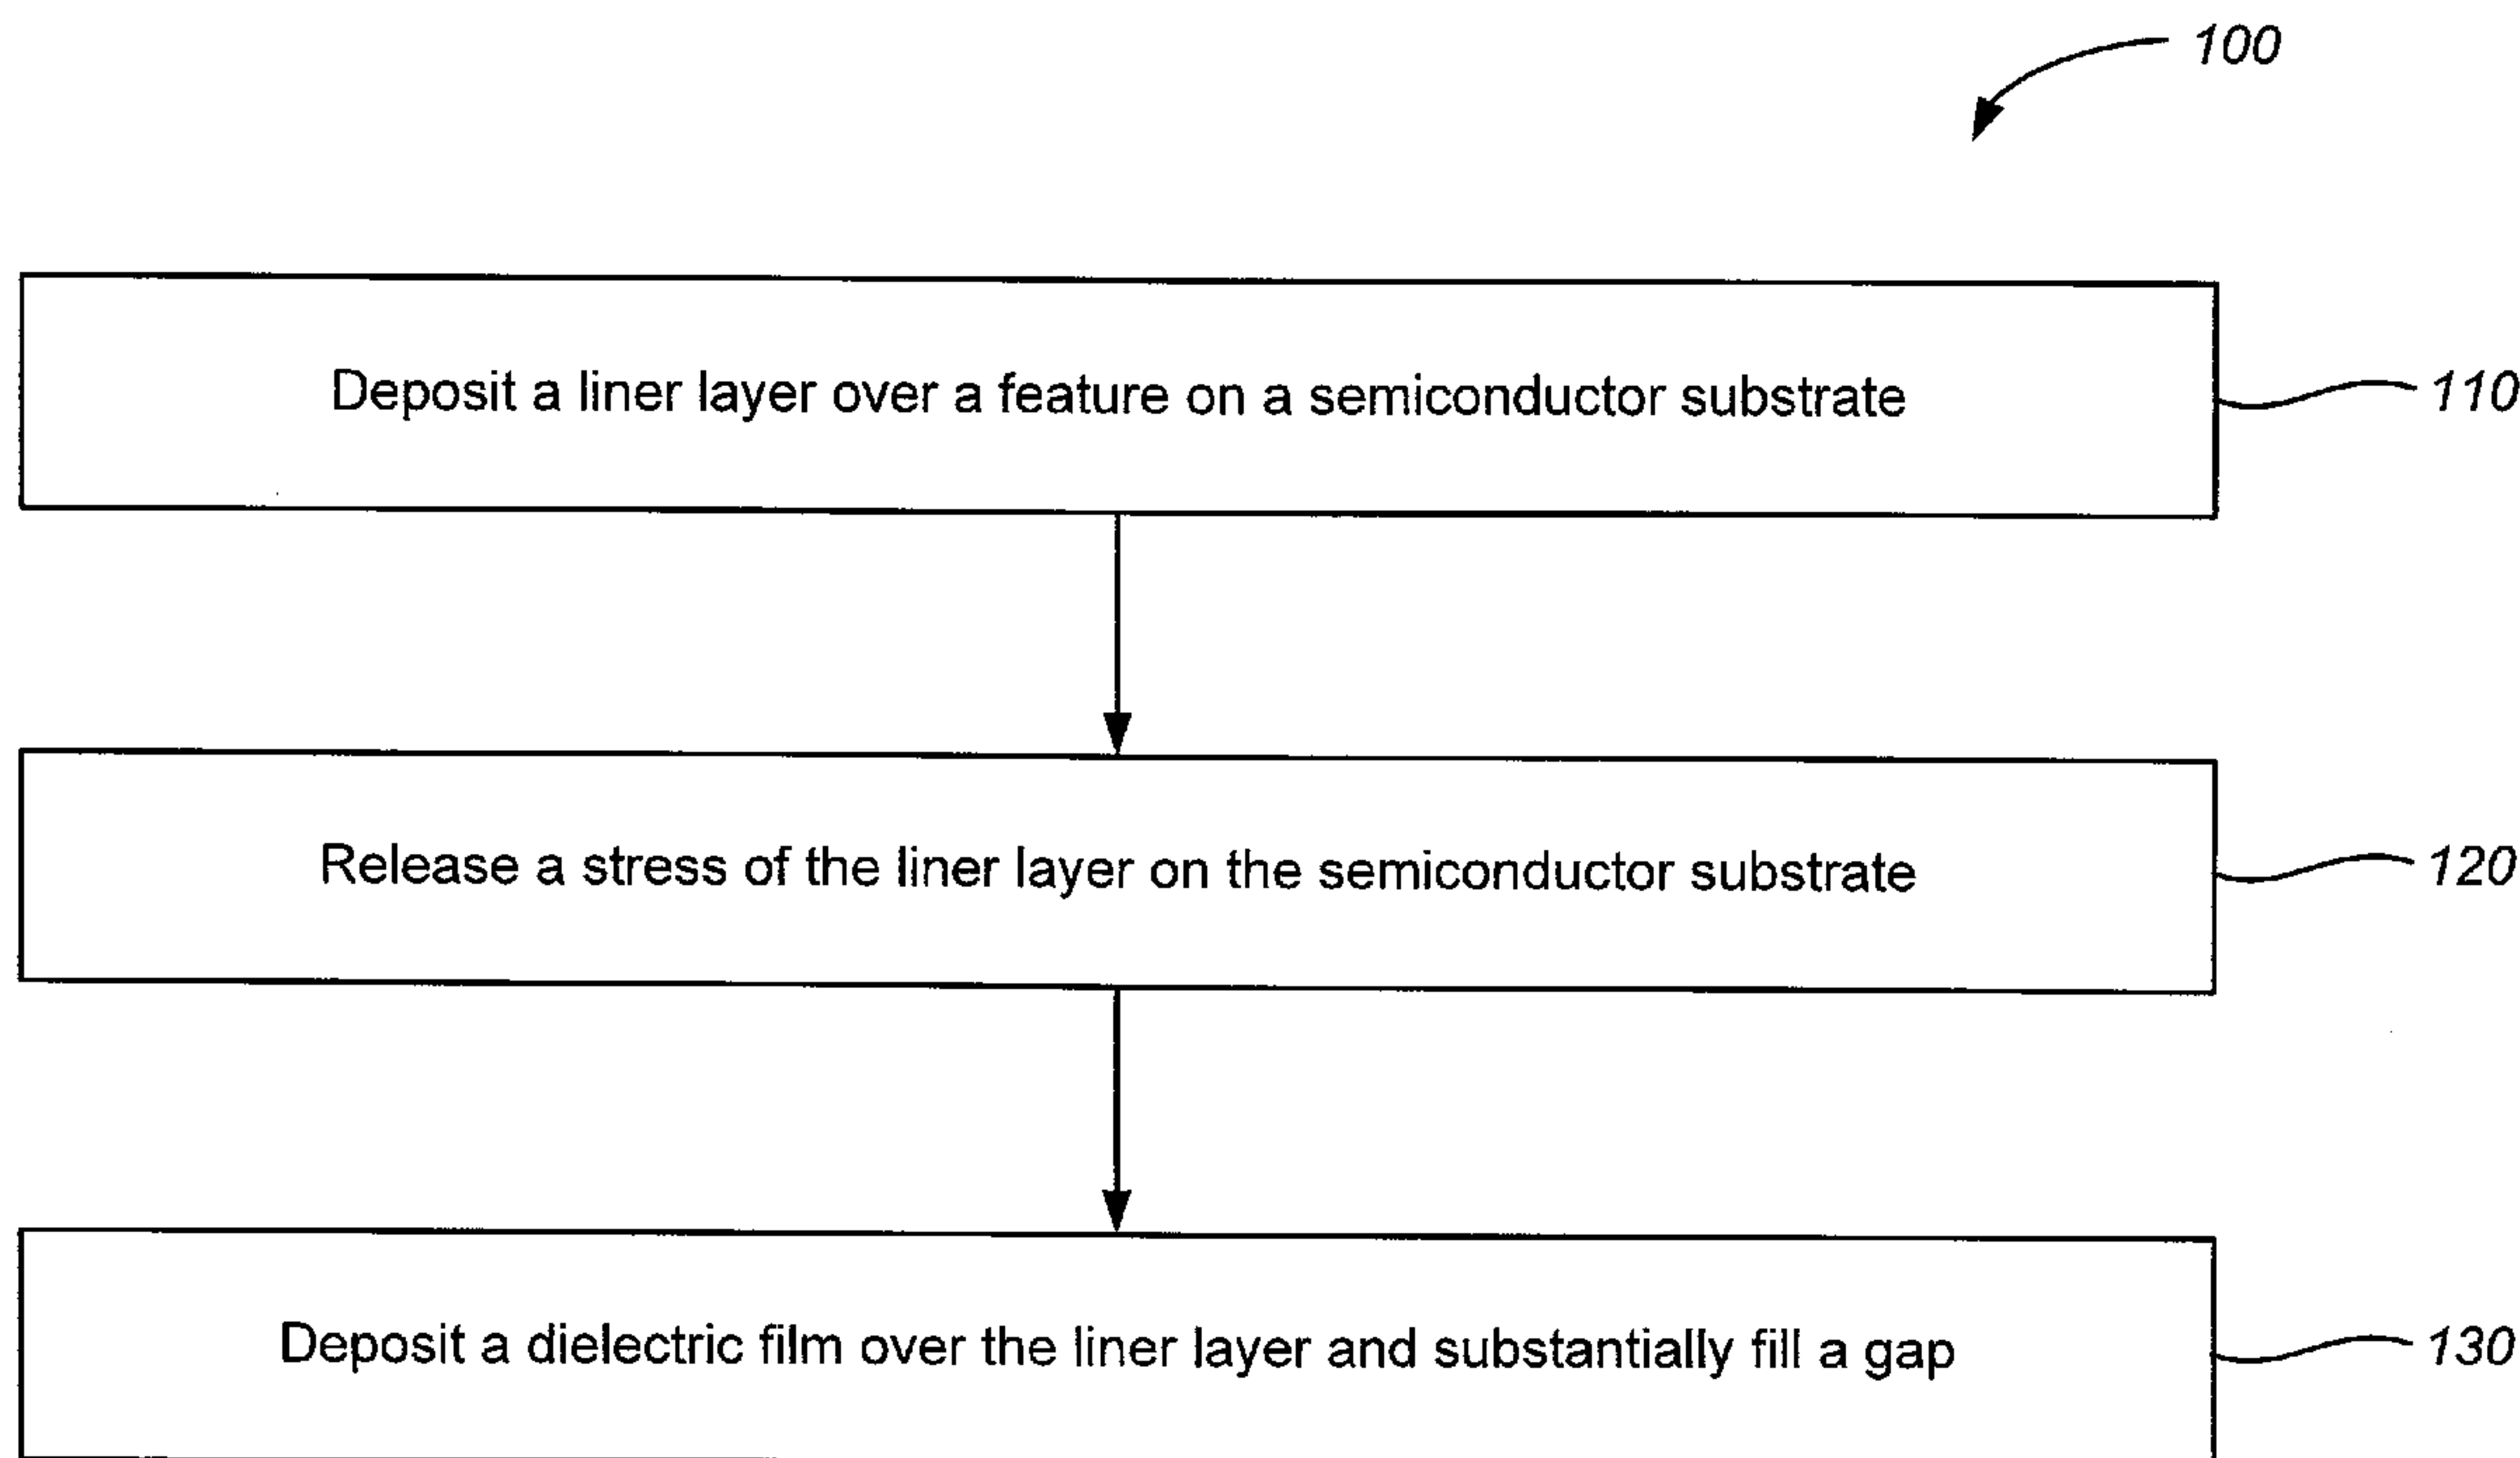 100
Deposit a liner layer over a feature on a semiconductor substrate
110
Release a stress of the liner layer on the semiconductor substrate
120
Deposit a dielectric film over the liner layer and substantially fill a gap
130